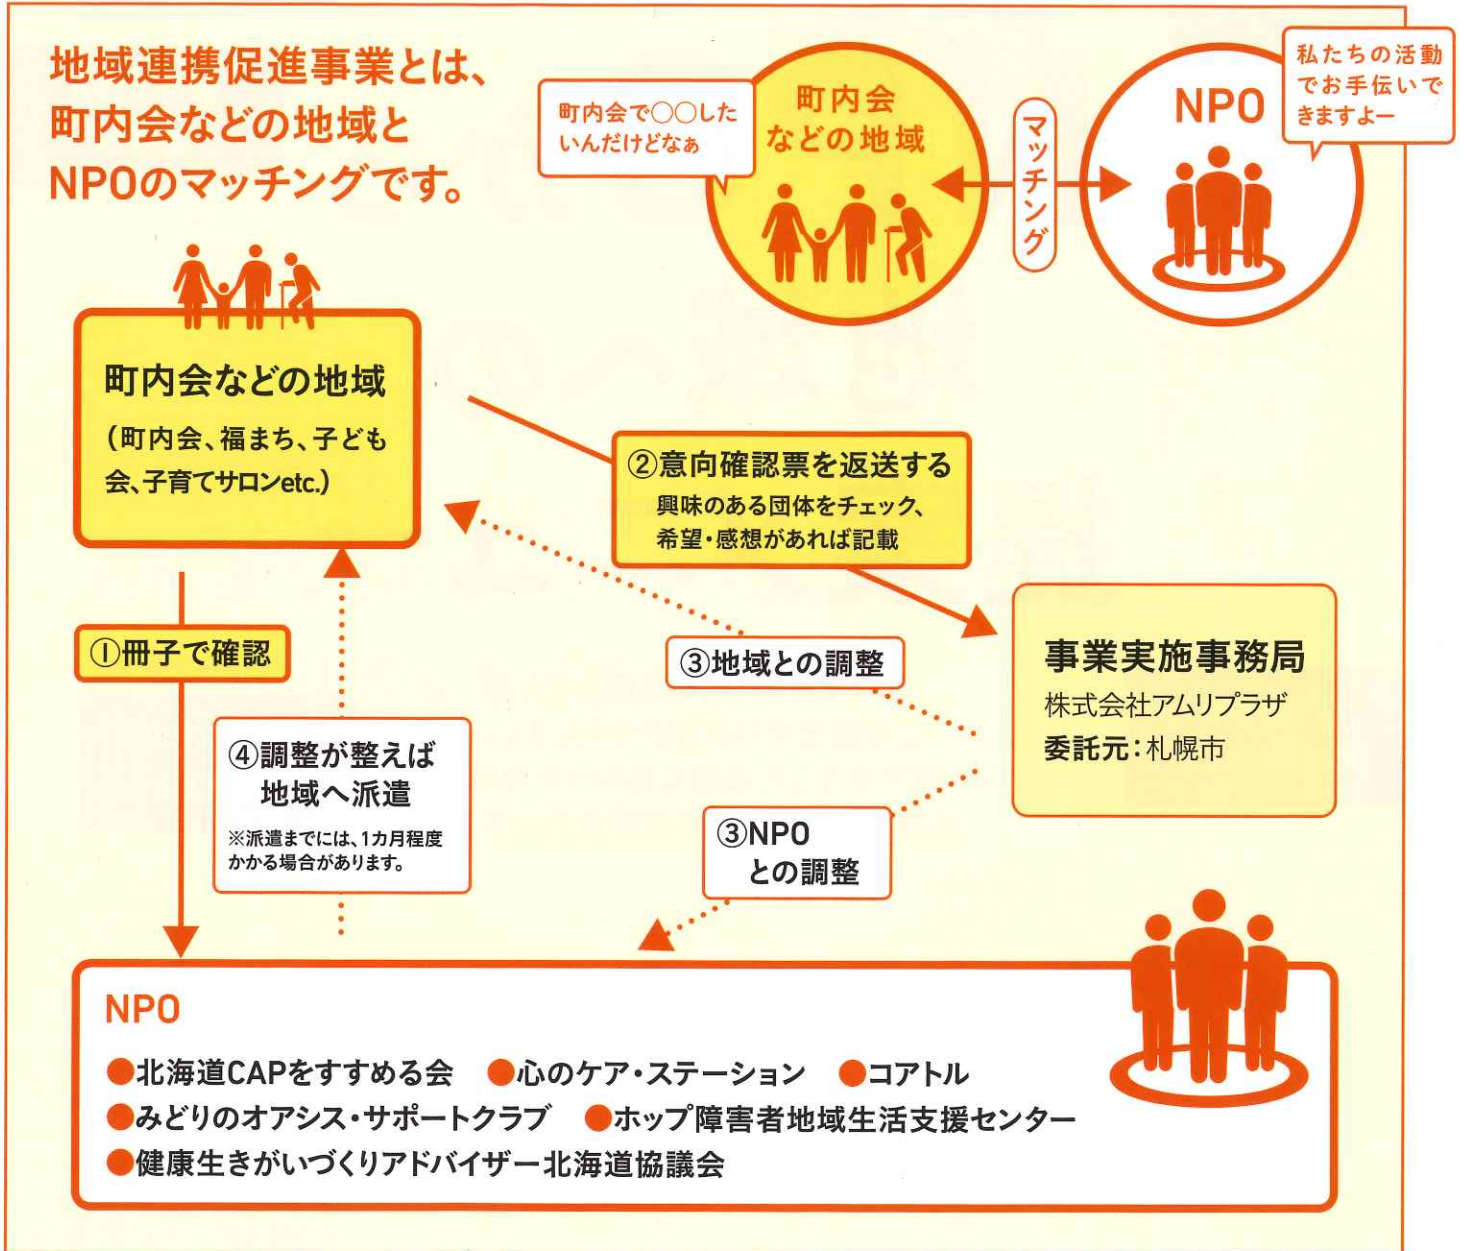 地域連携促進事業とは、
町内会などの地域と
NPOのマッチングです。
町内会で○○した
いんだけどなぁ
町内会
などの地域
マッチング
NPO
私たちの活動
でお手伝いで
きますよー
町内会などの地域
(町内会、福まち、子ども
会、子育てサロンetc.)
②意向確認票を返送する
興味のある団体をチェック、
希望・感想があれば記載
①冊子で確認
③地域との調整
事業実施事務局
株式会社アムリプラザ
委託元：札幌市
④調整が整えば
地域へ派遣
※派遣までには、1カ月程度
かかる場合があります。
③NPO
との調整
NPO
●北海道CAPをすすめる会 ●心のケア・ステーション ●コアトル
●みどりのオアシス・サポートクラブ ●ホップ障害者地域生活支援センター
●健康生きがいづくりアドバイザー北海道協議会